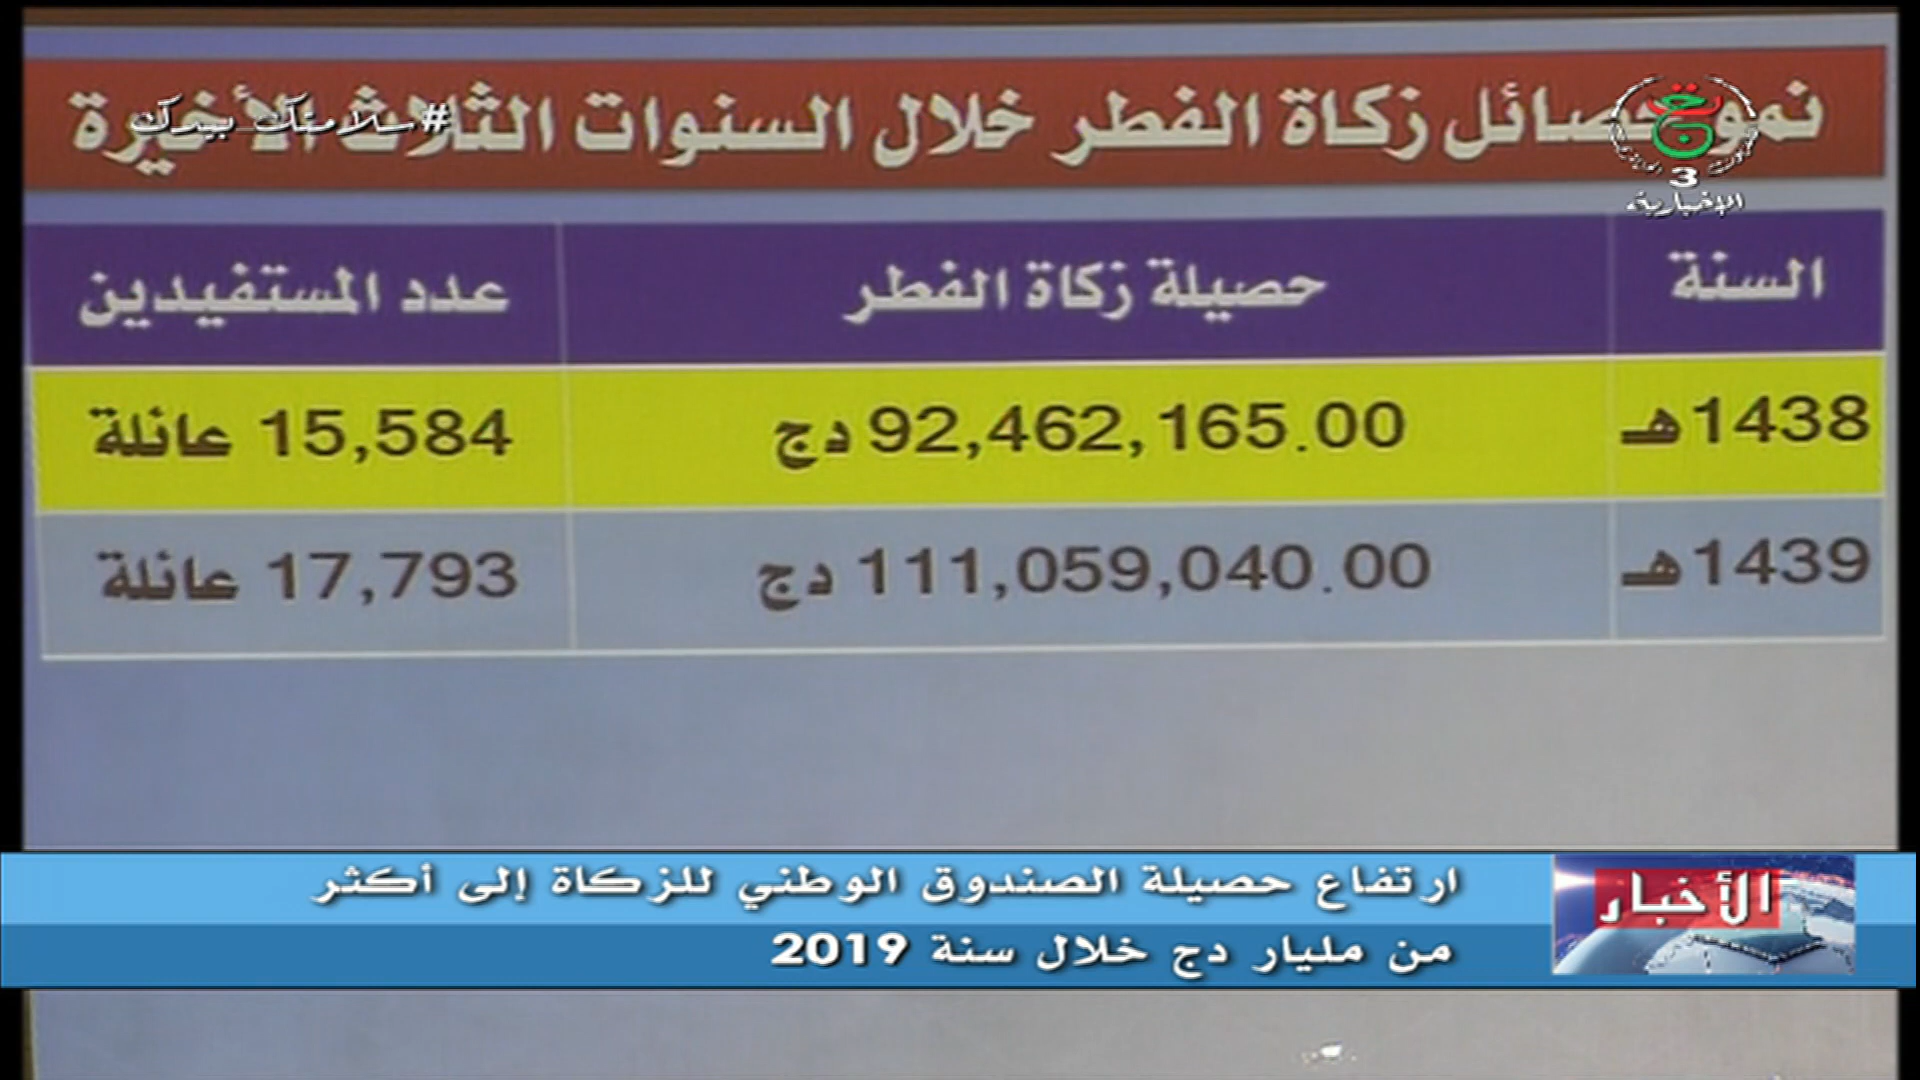 نمو حصائل زكاة الفطر خلال السنوات الثلاث الأخيرة
#سلامتك_بيدك
3
الإخبارية
السنة حصيلة زكاة الفطر عدد المستفيدين
1438هـ 92,462,165.00 دج 15,584 عائلة
1439هـ 111,059,040.00 دج 17,793 عائلة
الأخبار
ارتفاع حصيلة الصندوق الوطني للزكاة إلى أكثر
من مليار دج خلال سنة 2019